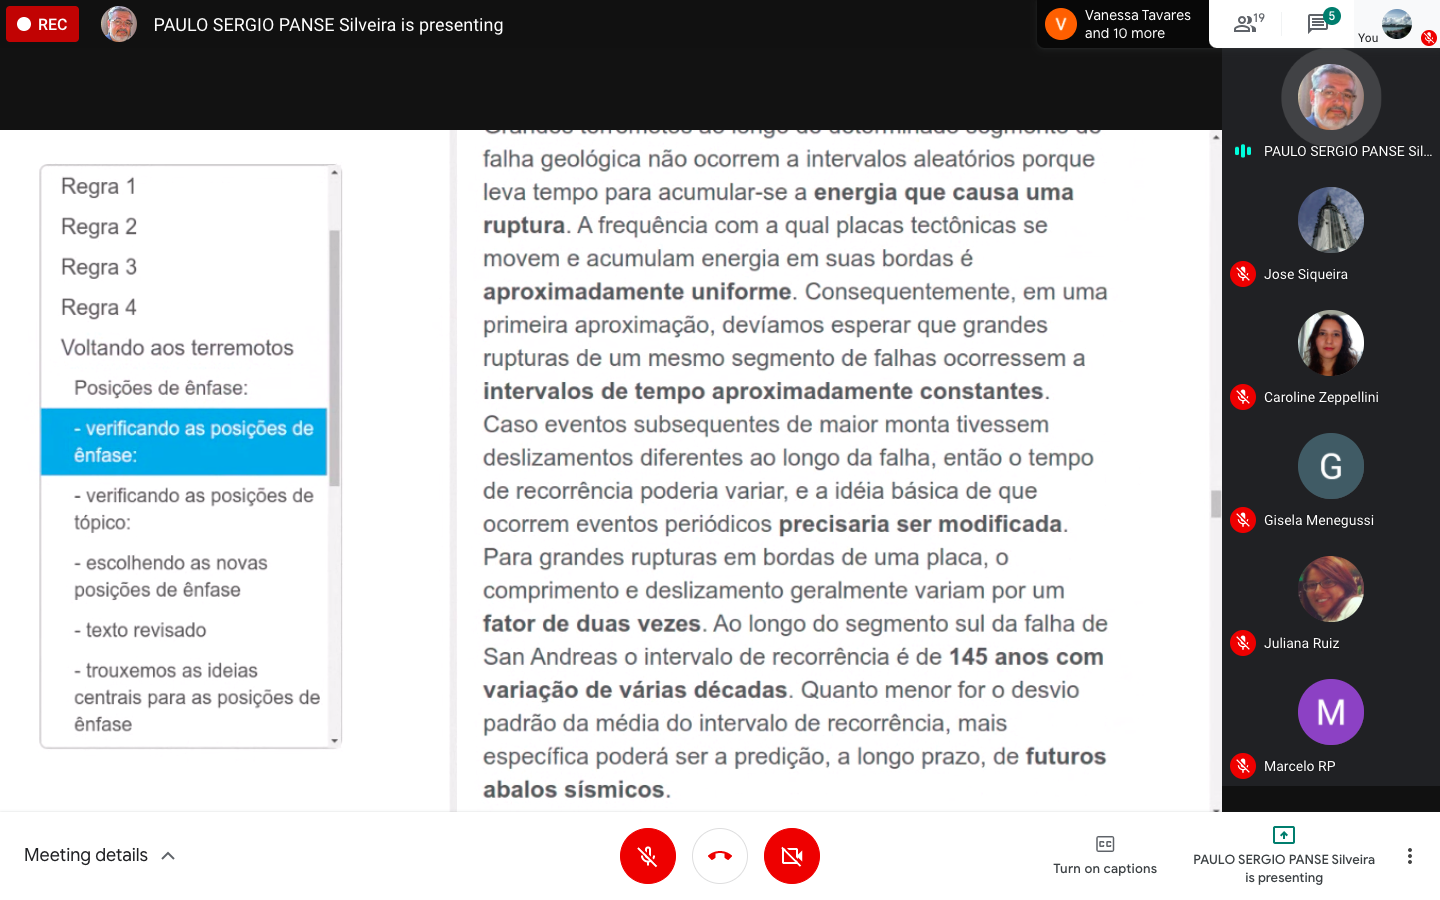 REC
PAULO SERGIO PANSE Silveira is presenting
V
Vanessa Tavares
and 10 more
19
5
You
Regra 1
Regra 2
Regra 3
Regra 4
Voltando aos terremotos
Posições de ênfase:
- verificando as posições de
ênfase:
- verificando as posições de
tópico:
- escolhendo as novas
posições de ênfase
- texto revisado
- trouxemos as ideias
centrais para as posições de
ênfase
Grandes terremotos ao longo de determinado segmento de
falha geológica não ocorrem a intervalos aleatórios porque
leva tempo para acumular-se a energia que causa uma
ruptura. A frequência com a qual placas tectônicas se
movem e acumulam energia em suas bordas é
aproximadamente uniforme. Consequentemente, em uma
primeira aproximação, devíamos esperar que grandes
rupturas de um mesmo segmento de falhas ocorressem a
intervalos de tempo aproximadamente constantes.
Caso eventos subsequentes de maior monta tivessem
deslizamentos diferentes ao longo da falha, então o tempo
de recorrência poderia variar, e a idéia básica de que
ocorrem eventos periódicos precisaria ser modificada.
Para grandes rupturas em bordas de uma placa, o
comprimento e deslizamento geralmente variam por um
fator de duas vezes. Ao longo do segmento sul da falha de
San Andreas o intervalo de recorrência é de 145 anos com
variação de várias décadas. Quanto menor for o desvio
padrão da média do intervalo de recorrência, mais
específica poderá ser a predição, a longo prazo, de futuros
abalos sísmicos.
PAULO SERGIO PANSE Sil...
Jose Siqueira
Caroline Zeppellini
G
Gisela Menegussi
Juliana Ruiz
M
Marcelo RP
Meeting details
CC
Turn on captions
PAULO SERGIO PANSE Silveira
is presenting